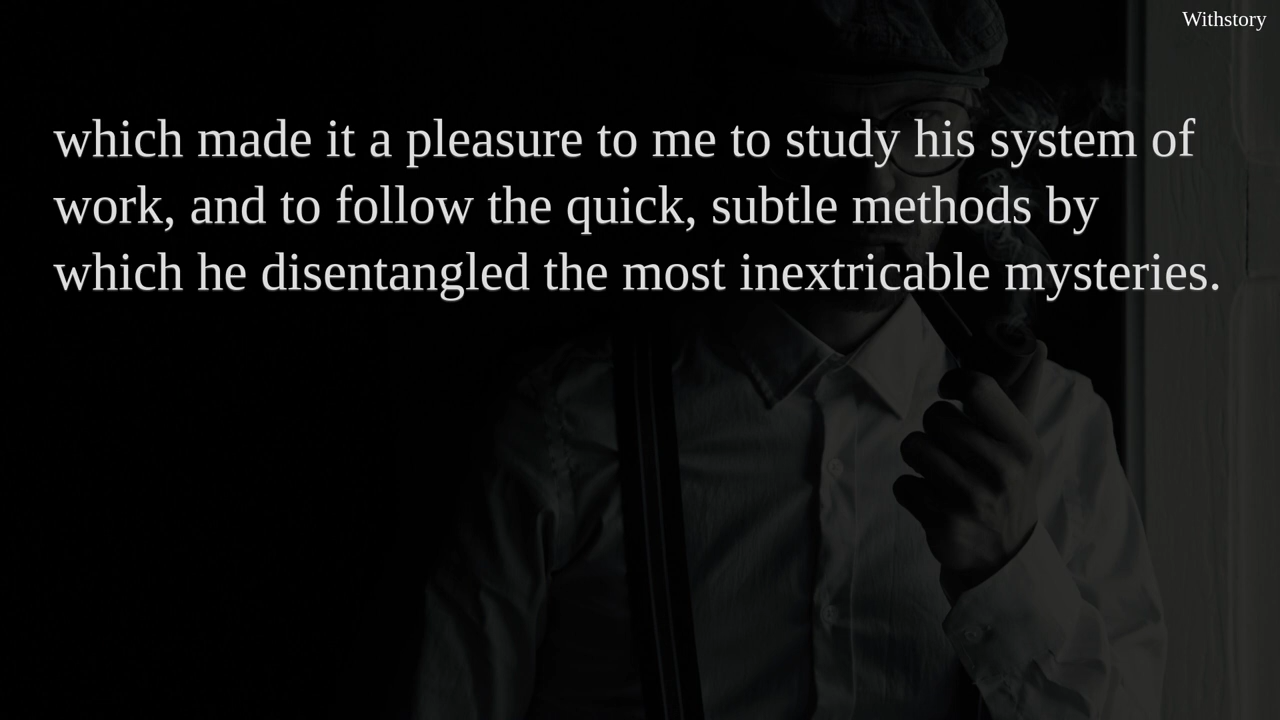 Withstory
which made it a pleasure to me to study his system of
work, and to follow the quick, subtle methods by
which he disentangled the most inextricable mysteries.